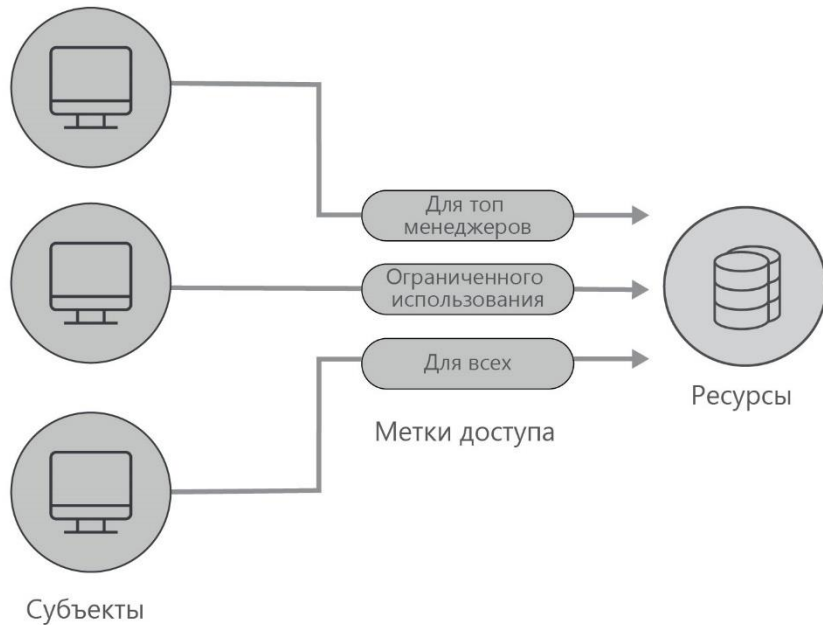 Для топ
менеджеров
Ограниченного
использования
Для всех
Метки доступа
Ресурсы
Субъекты